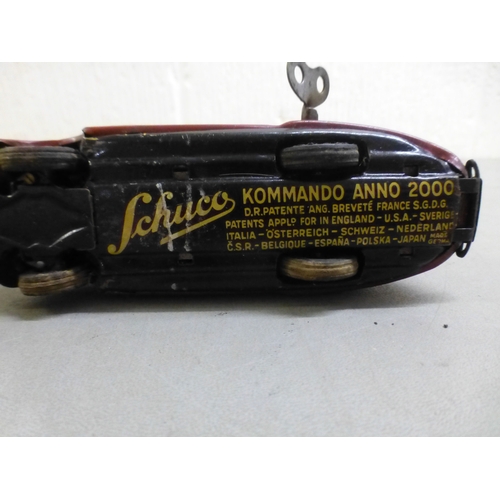 Schuco
KOMMANDO ANNO 2000
D.R.PATENTE ANG. BREVETÉ FRANCE S.G.D.G.
PATENTS APPLD FOR IN ENGLAND - U.S.A. - SVERIGE
ITALIA - ÖSTERREICH - SCHWEIZ - NEDERLAND
Č.S.R. - BELGIQUE - ESPAÑA - POLSKA - JAPAN MADE